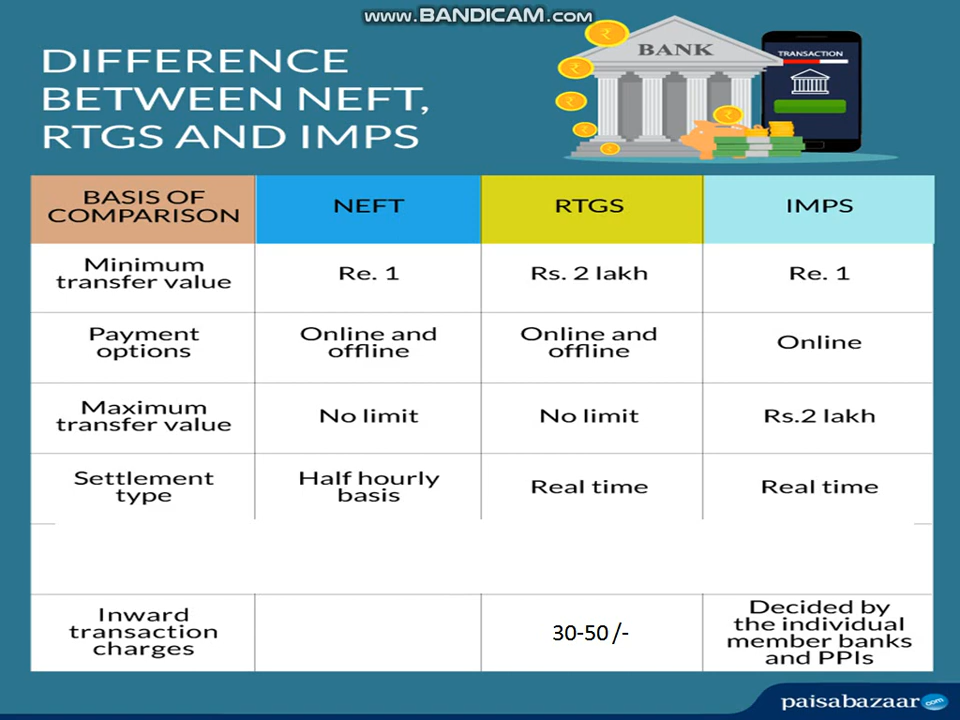 www.BANDICAM.com
DIFFERENCE
BETWEEN NEFT,
RTGS AND IMPS
BANK
TRANSACTION
BASIS OF
COMPARISON
NEFT
RTGS
IMPS
Minimum
transfer value
Re. 1
Rs. 2 lakh
Re. 1
Payment
options
Online and
offline
Online and
offline
Online
Maximum
transfer value
No limit
No limit
Rs.2 lakh
Settlement
type
Half hourly
basis
Real time
Real time
Inward
transaction
charges
30-50/-
Decided by
the individual
member banks
and PPIs
paisabazaar.com